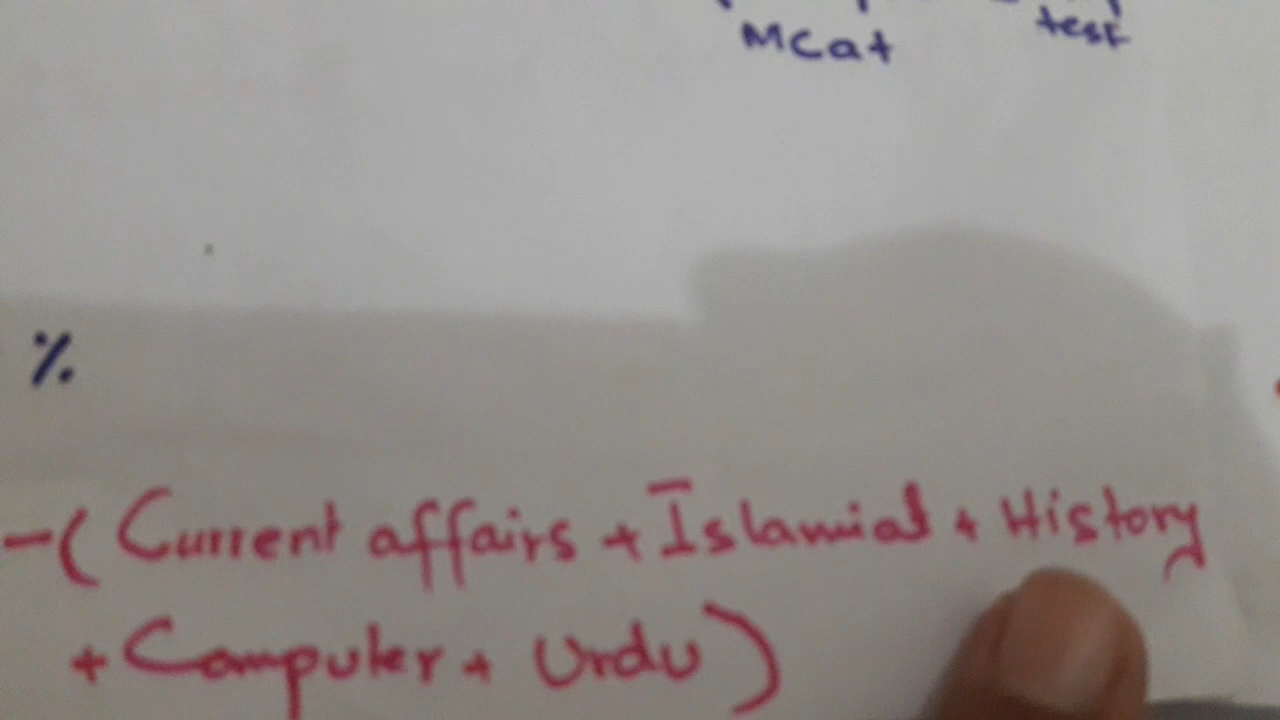 test
MCat
%
-( Current affairs + Islamiat + History
+ Computer + Urdu )